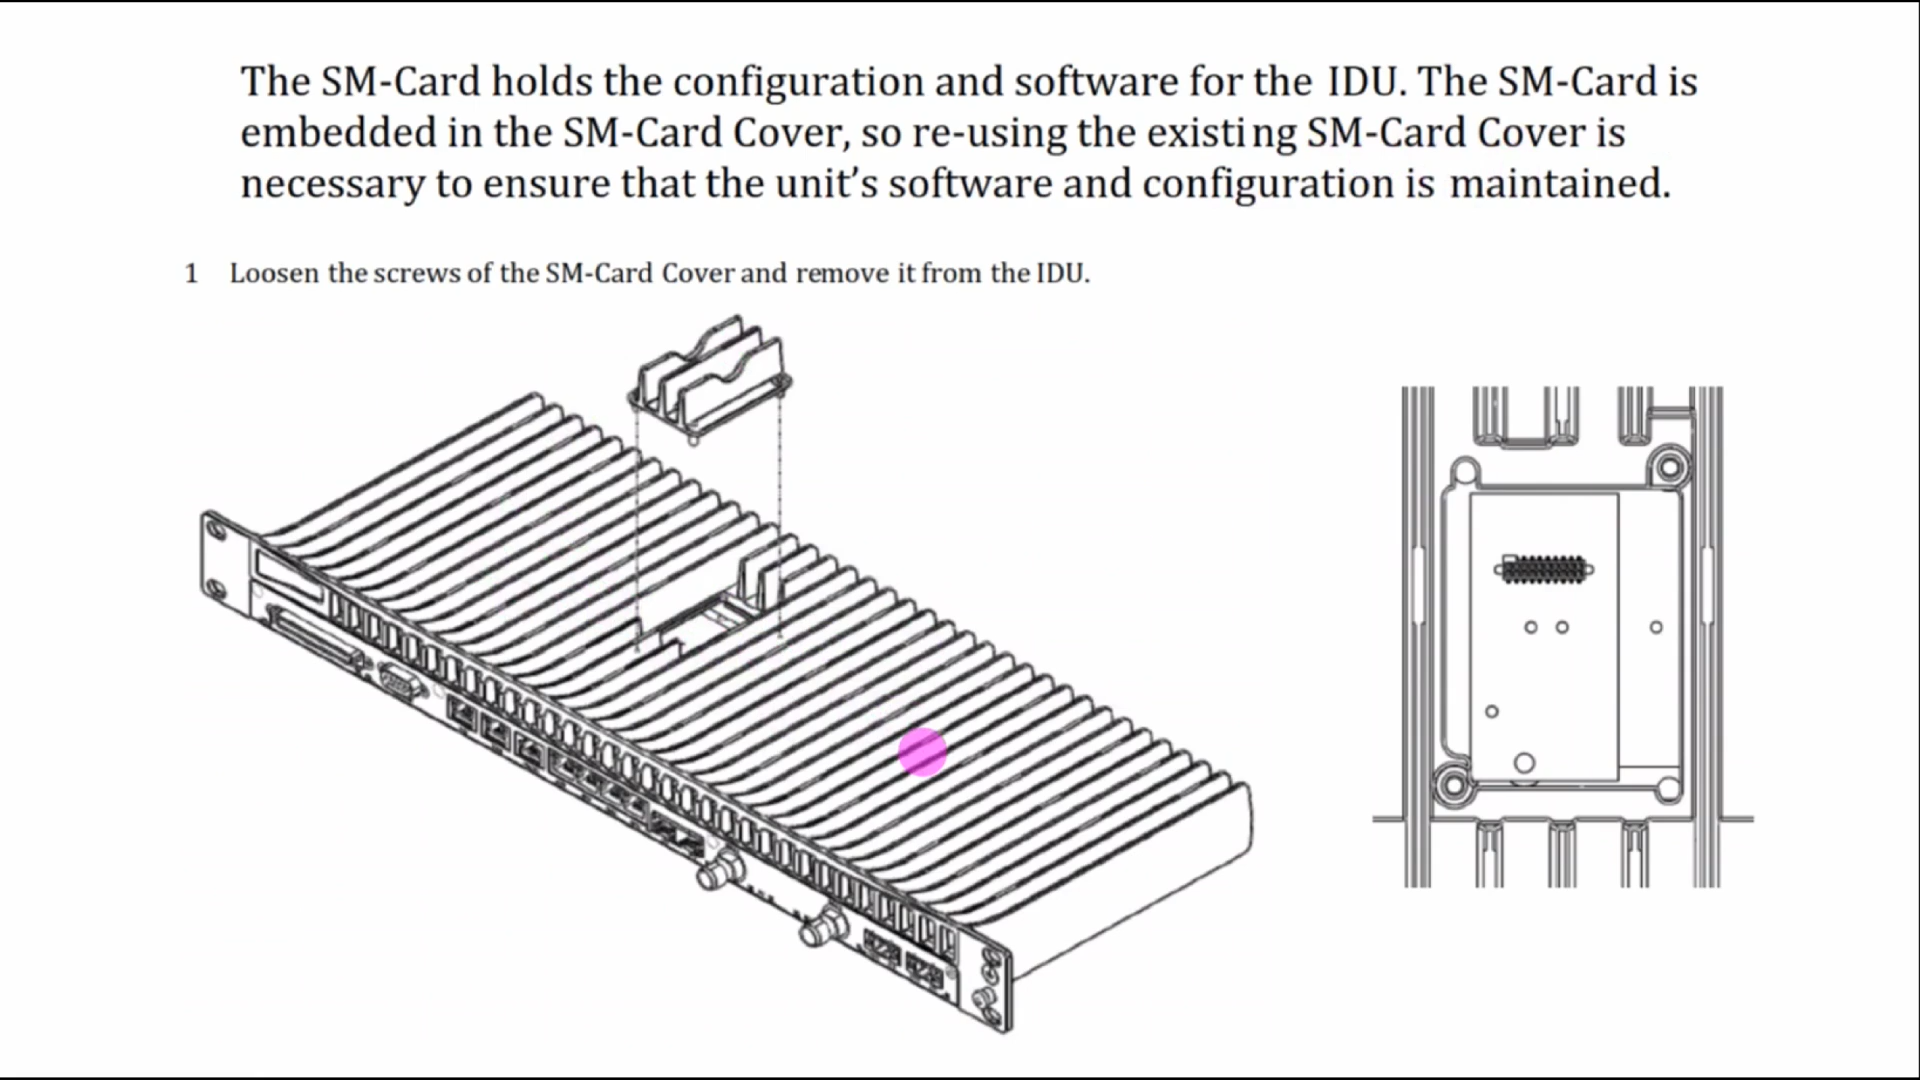 The SM-Card holds the configuration and software for the IDU. The SM-Card is
embedded in the SM-Card Cover, so re-using the existing SM-Card Cover is
necessary to ensure that the unit’s software and configuration is maintained.
1 Loosen the screws of the SM-Card Cover and remove it from the IDU.